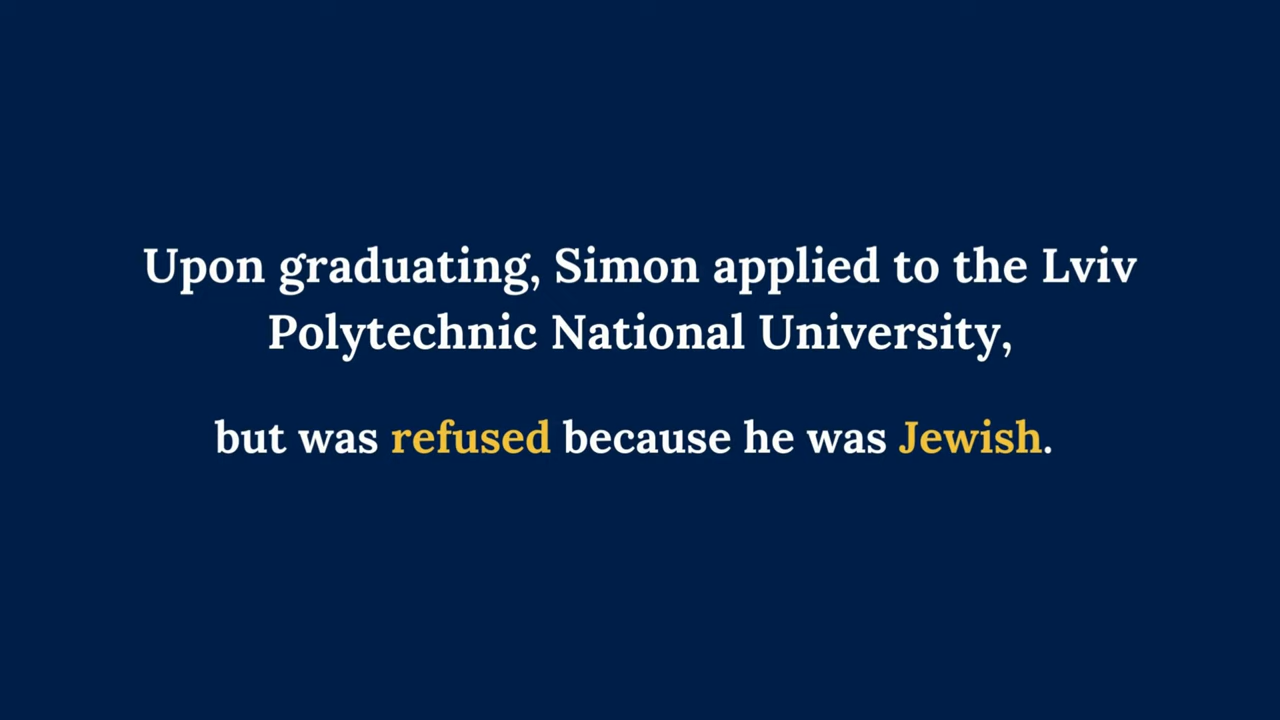 Upon graduating, Simon applied to the Lviv
Polytechnic National University,
but was refused because he was Jewish.